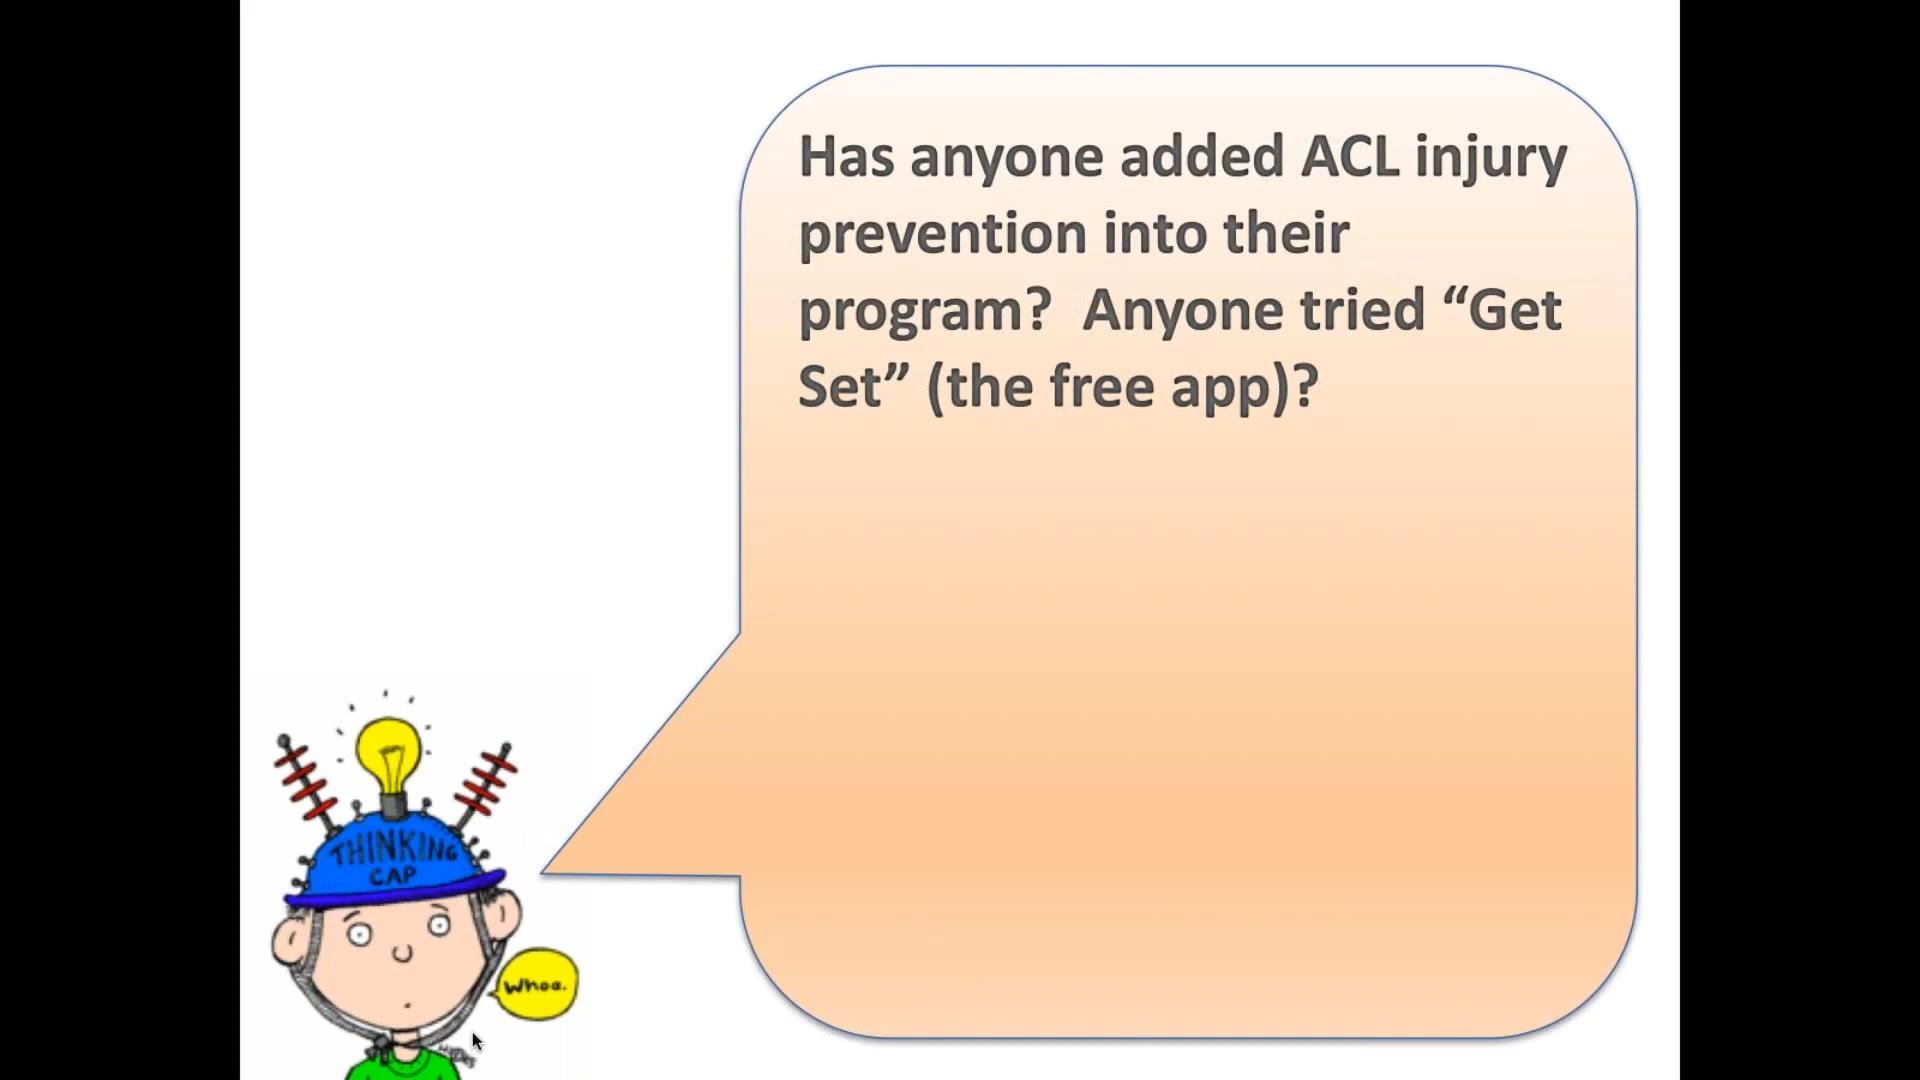 Has anyone added ACL injury
prevention into their
program?  Anyone tried “Get
Set” (the free app)?
THINKING
CAP
Whoa.